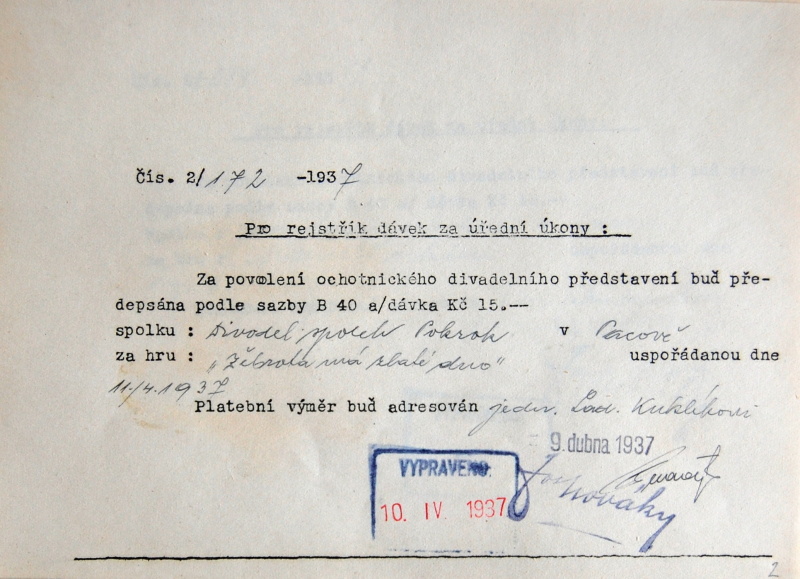 Čís. 2/172 -1937
Pro rejstřík dávek za úřední úkony :
Za povolení ochotnického divadelního představení buď pře-
depsána podle sazby B 40 a/dávka Kč 15.--
spolku : Divadel. spolek Pokrok v Pacově
za hru : „Žebrota má zlaté dno" uspořádanou dne
11./4. 1937
Platební výměr buď adresován jedn. Lad. Kuklíkovi
9. dubna 1937
VYPRAVENO:
10. IV 1937
Nováky
2